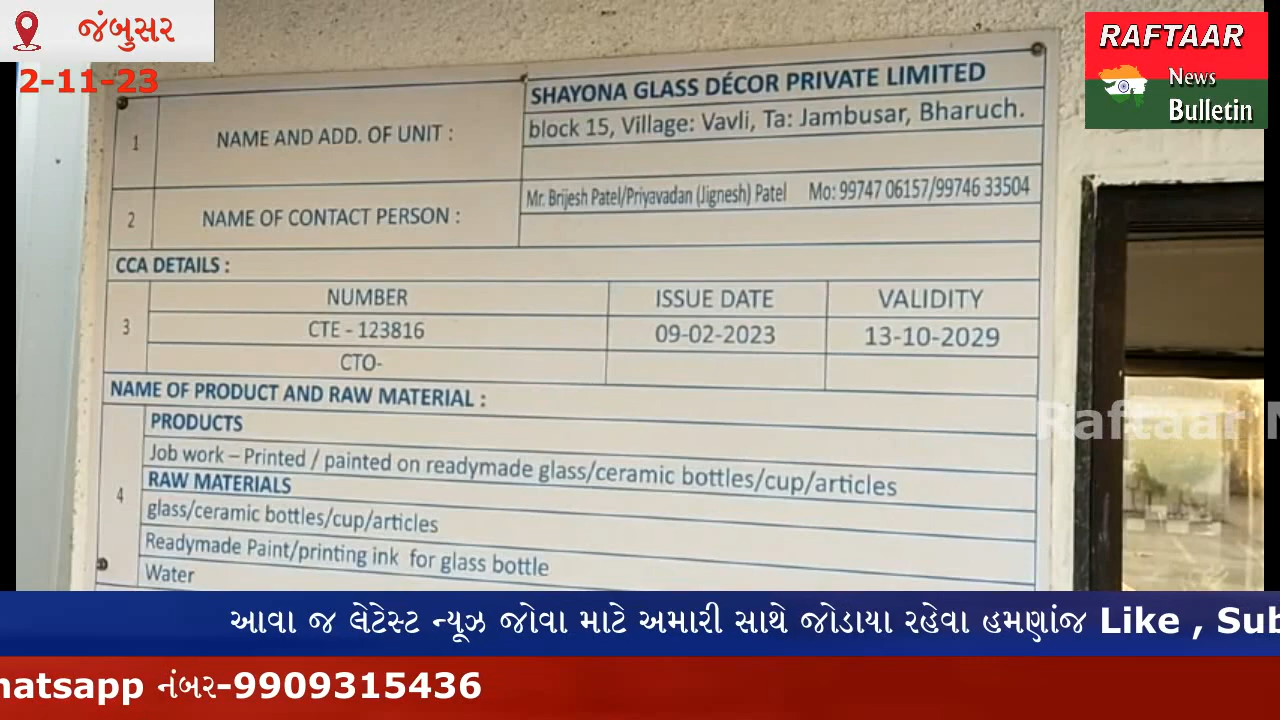 જંબુસર
2-11-23
RAFTAAR
News
Bulletin
1
NAME AND ADD. OF UNIT :
SHAYONA GLASS DÉCOR PRIVATE LIMITED
block 15, Village: Vavli, Ta: Jambusar, Bharuch.
2
NAME OF CONTACT PERSON :
Mr. Brijesh Patel/Priyavadan (Jignesh) Patel Mo: 99747 06157/99746 33504
CCA DETAILS :
3
NUMBER ISSUE DATE VALIDITY
CTE - 123816 09-02-2023 13-10-2029
CTO-
NAME OF PRODUCT AND RAW MATERIAL :
4
PRODUCTS
Job work – Printed / painted on readymade glass/ceramic bottles/cup/articles
RAW MATERIALS
glass/ceramic bottles/cup/articles
Readymade Paint/printing ink for glass bottle
Water
Raftaar N
આવા જ લેટેસ્ટ ન્યૂઝ જોવા માટે અમારી સાથે જોડાયા રહેવા હમણાંજ Like , Sub
hatsapp નંબર-9909315436